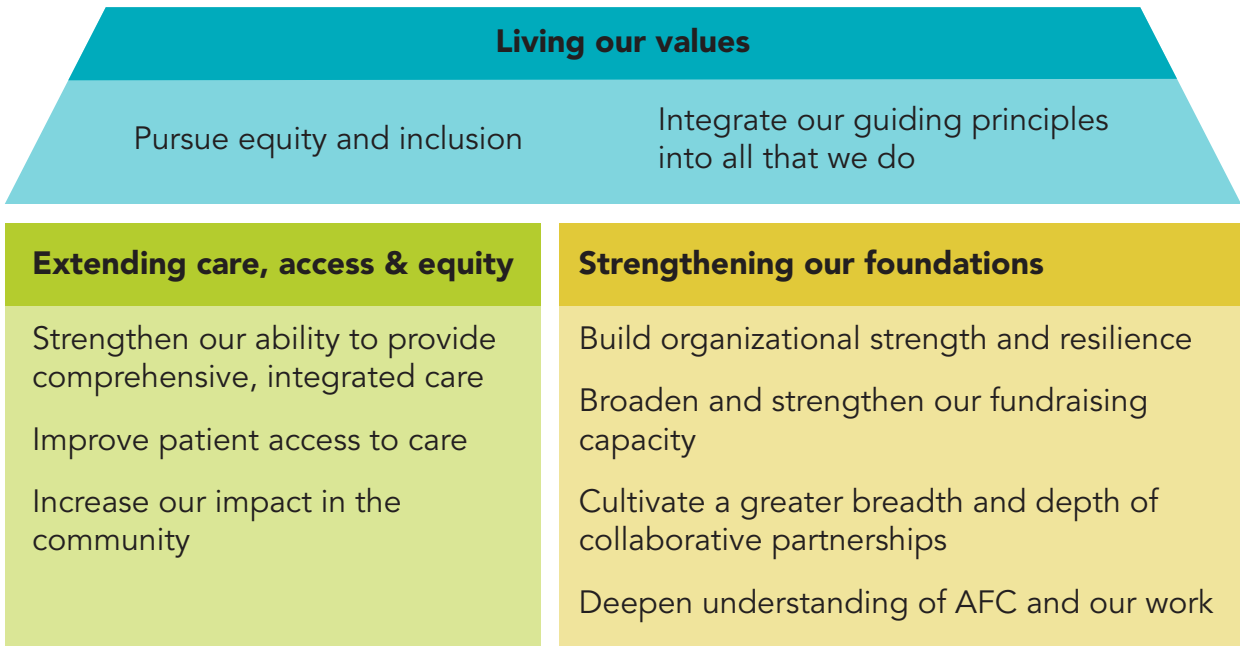 Living our values
Pursue equity and inclusion
Integrate our guiding principles
into all that we do
Extending care, access & equity
Strengthen our ability to provide
comprehensive, integrated care
Improve patient access to care
Increase our impact in the
community
Strengthening our foundations
Build organizational strength and resilience
Broaden and strengthen our fundraising
capacity
Cultivate a greater breadth and depth of
collaborative partnerships
Deepen understanding of AFC and our work